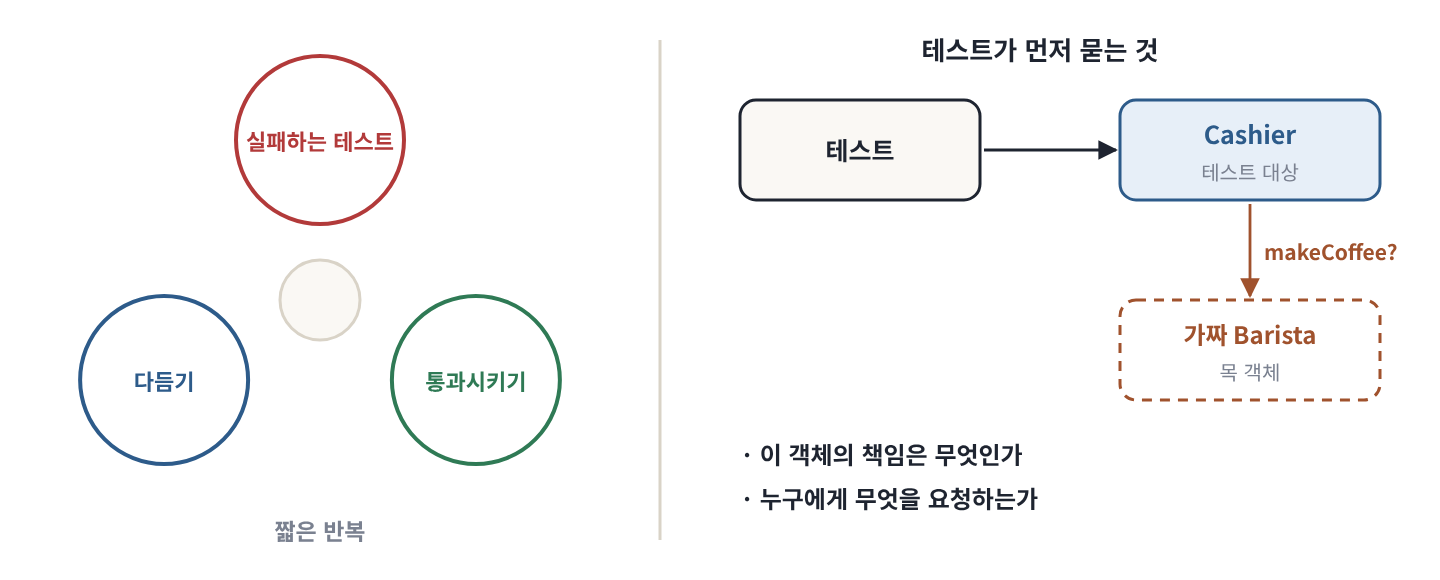 실패하는 테스트
다듬기
통과시키기
짧은 반복
테스트가 먼저 묻는 것
테스트
Cashier
테스트 대상
makeCoffee?
가짜 Barista
목 객체
· 이 객체의 책임은 무엇인가
· 누구에게 무엇을 요청하는가